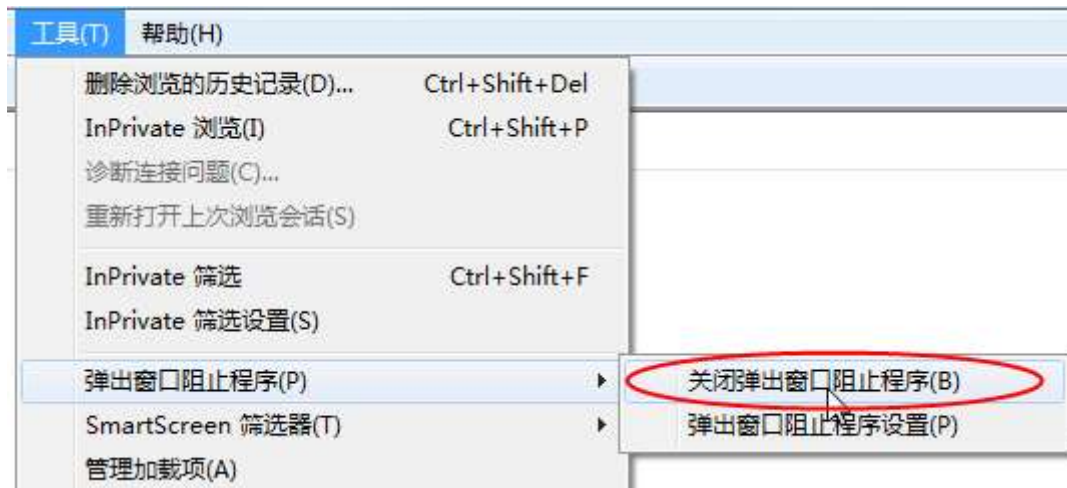 工具(T) 帮助(H)
删除浏览的历史记录(D)... Ctrl+Shift+Del
InPrivate 浏览(I) Ctrl+Shift+P
诊断连接问题(C)...
重新打开上次浏览会话(S)
InPrivate 筛选 Ctrl+Shift+F
InPrivate 筛选设置(S)
弹出窗口阻止程序(P) 关闭弹出窗口阻止程序(B)
SmartScreen 筛选器(T) 弹出窗口阻止程序设置(P)
管理加载项(A)